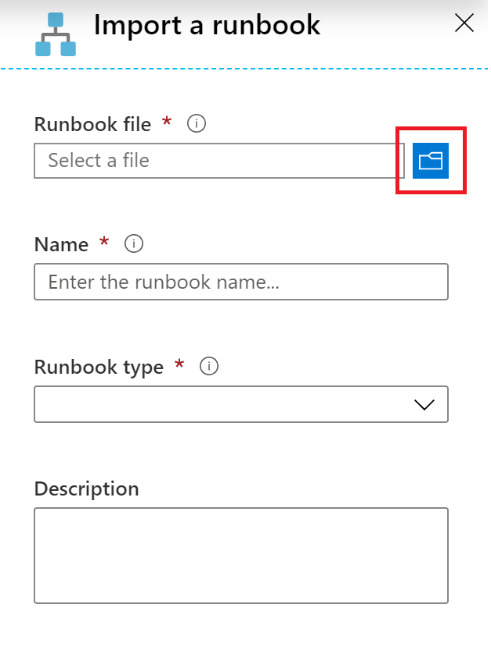 Import a runbook
Runbook file *
Select a file
Name *
Enter the runbook name...
Runbook type *
Description